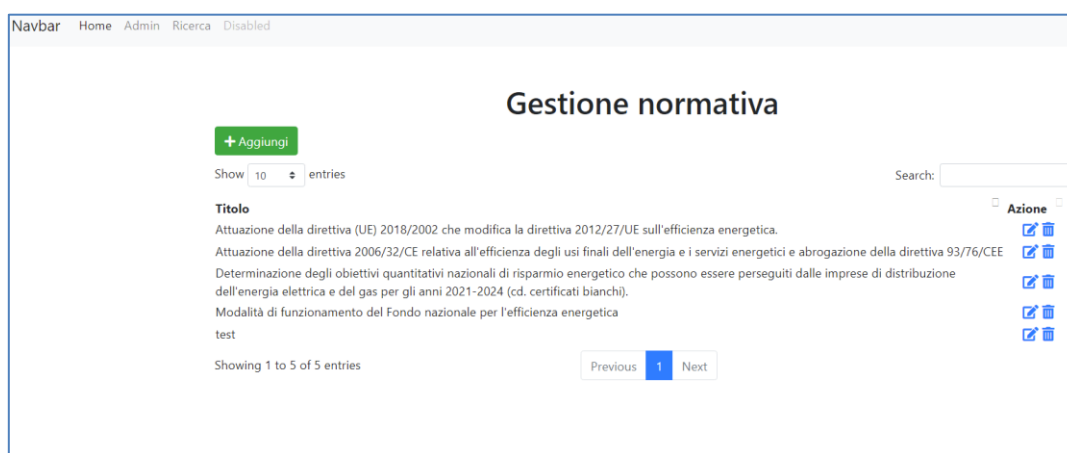 Navbar Home Admin Ricerca Disabled
Gestione normativa
Aggiungi
Show 10 entries Search:
Titolo Azione
Attuazione della direttiva (UE) 2018/2002 che modifica la direttiva 2012/27/UE sull'efficienza energetica.
Attuazione della direttiva 2006/32/CE relativa all'efficienza degli usi finali dell'energia e i servizi energetici e abrogazione della direttiva 93/76/CEE
Determinazione degli obiettivi quantitativi nazionali di risparmio energetico che possono essere perseguiti dalle imprese di distribuzione
dell'energia elettrica e del gas per gli anni 2021-2024 (cd. certificati bianchi).
Modalità di funzionamento del Fondo nazionale per l'efficienza energetica
test
Showing 1 to 5 of 5 entries Previous 1 Next